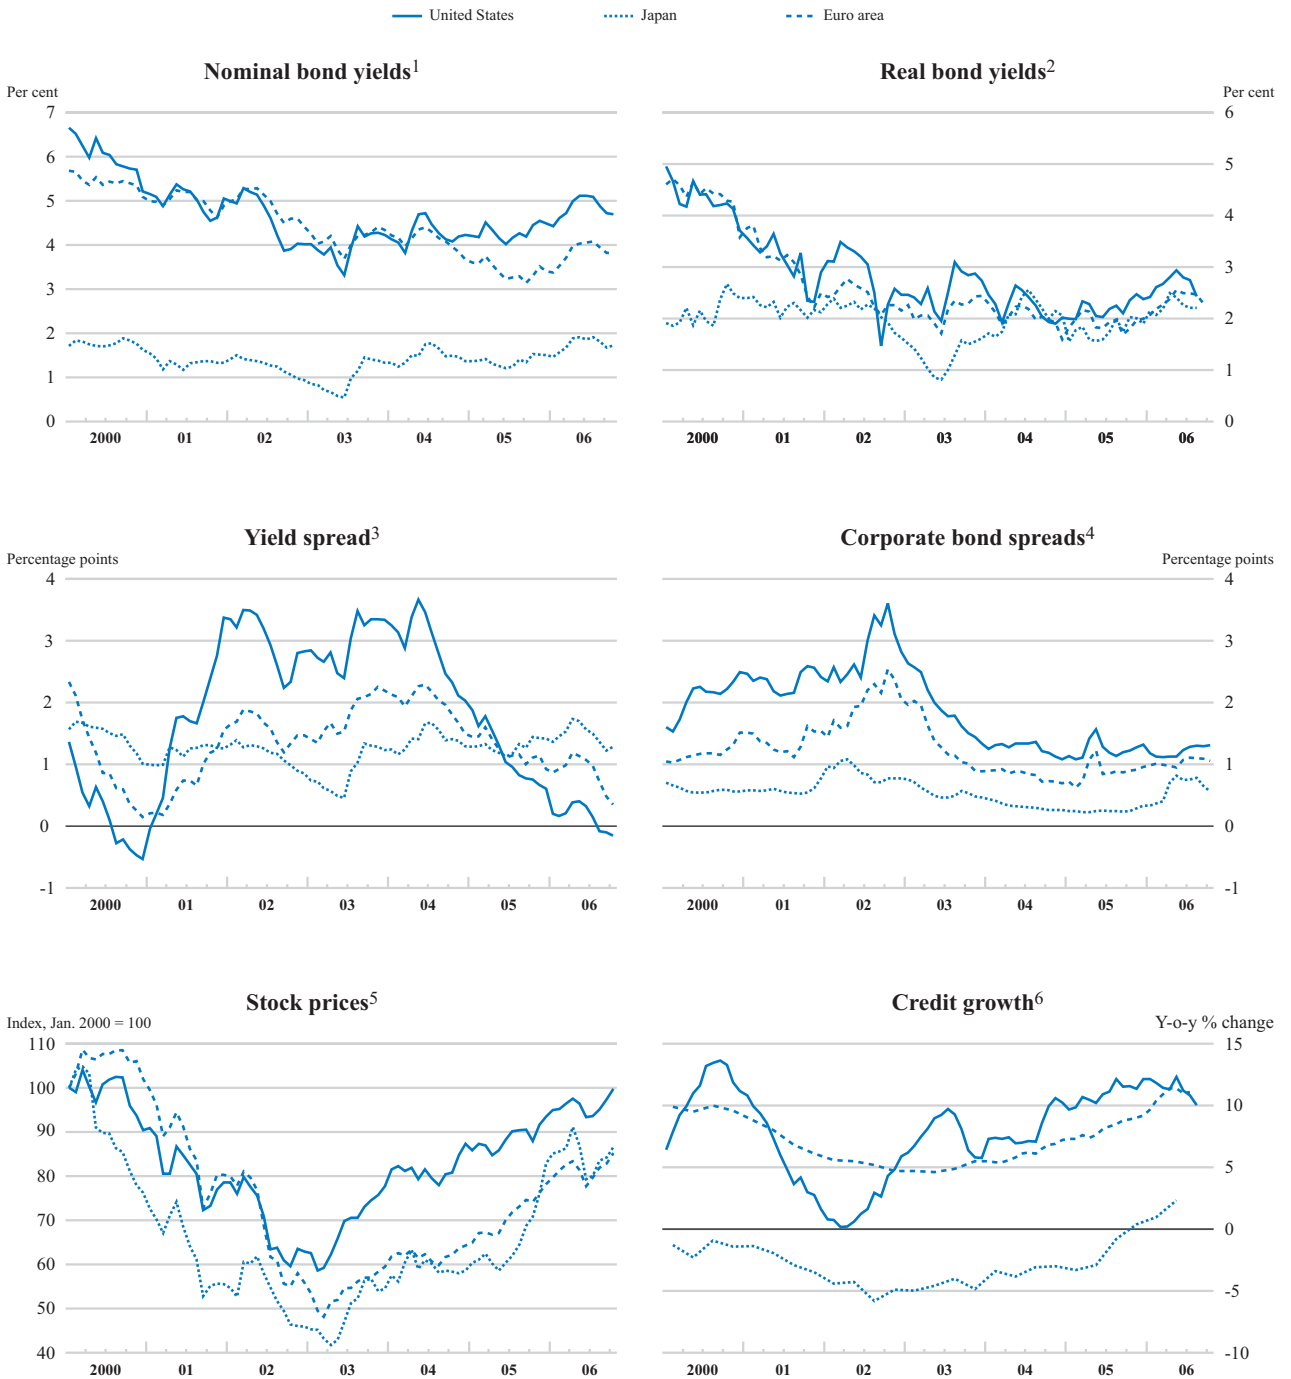 United States Japan Euro area
Nominal bond yields1
Per cent
7
6
5
4
3
2
1
0
2000 01 02 03 04 05 06
Real bond yields2
Per cent
6
5
4
3
2
1
0
2000 01 02 03 04 05 06
Yield spread3
Percentage points
4
3
2
1
0
-1
2000 01 02 03 04 05 06
Corporate bond spreads4
Percentage points
4
3
2
1
0
-1
2000 01 02 03 04 05 06
Stock prices5
Index, Jan. 2000 = 100
110
100
90
80
70
60
50
40
2000 01 02 03 04 05 06
Credit growth6
Y-o-y % change
15
10
5
0
-5
-10
2000 01 02 03 04 05 06